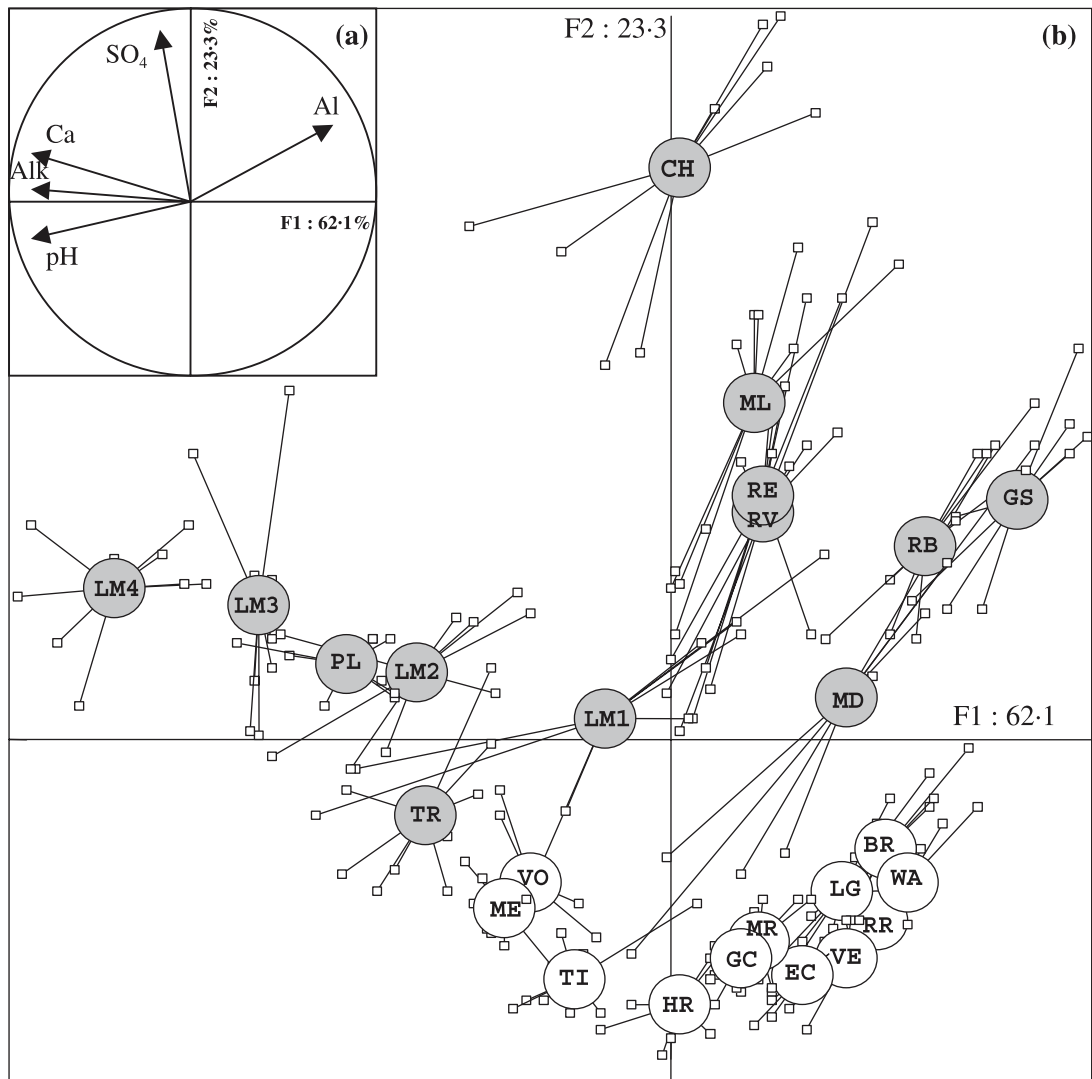 (a)
SO4
F2 : 23·3%
Al
Ca
Alk
F1 : 62·1%
pH
F2 : 23·3
(b)
CH
ML
RE
RV
GS
RB
LM4
LM3
PL
LM2
LM1
MD
F1 : 62·1
TR
BR
VO
WA
LG
ME
RR
MR
VE
GC
EC
TI
HR